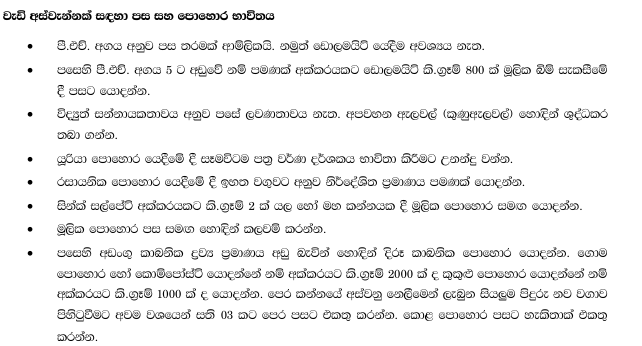 වැඩි අස්වැන්නක් සඳහා පස සහ පොහොර භාවිතය
• පී.එච්. අගය අනුව පස තරමක් ආම්ලිකයි. නමුත් ඩොලමයිට් යෙදීම අවශ්‍යය නැත.
• පසෙහි පී.එච්. අගය 5 ට අඩුවේ නම් පමණක් අක්කරයකට ඩොලමයිට් කි.ග්‍රෑම් 800 ක් මූලික බිම් සැකසීමේ
දී පසට යොදන්න.
• විද්‍යුත් සන්නායකතාවය අනුව පසේ ලවණතාවය නැත. අපවහන ඇලවල් (කුණුඇලවල්) හොඳින් ශුද්ධකර
තබා ගන්න.
• යූරියා පොහොර යෙදීමේ දී සෑමවිටම පත්‍ර වර්ණ දර්ශකය භාවිතා කිරීමට උනන්දු වන්න.
• රසායනික පොහොර යෙදීමේ දී ඉහත වගුවට අනුව නිර්දේශිත ප්‍රමාණය පමණක් යොදන්න.
• සින්ක් සල්පේට් අක්කරයකට කි.ග්‍රෑම් 2 ක් යල හෝ මහ කන්නයක දී මූලික පොහොර සමඟ යොදන්න.
• මූලික පොහොර පස සමඟ හොඳින් කලවම් කරන්න.
• පසෙහි අඩංගු කාබනික ද්‍රව්‍ය ප්‍රමාණය අඩු බැවින් හොඳින් දිරූ කාබනික පොහොර යොදන්න. ගොම
පොහොර හෝ කොම්පෝස්ට් යොදන්නේ නම් අක්කරයට කි.ග්‍රෑම් 2000 ක් ද කුකුළු පොහොර යොදන්නේ නම්
අක්කරයට කි.ග්‍රෑම් 1000 ක් ද යොදන්න. පෙර කන්නයේ අස්වනු නෙලීමෙන් ලැබුන සියලුම පිදුරු නව වගාව
පිහිටුවීමට අවම වශයෙන් සති 03 කට පෙර පසට එකතු කරන්න. කොළ පොහොර පසට හැකිතාක් එකතු
කරන්න.